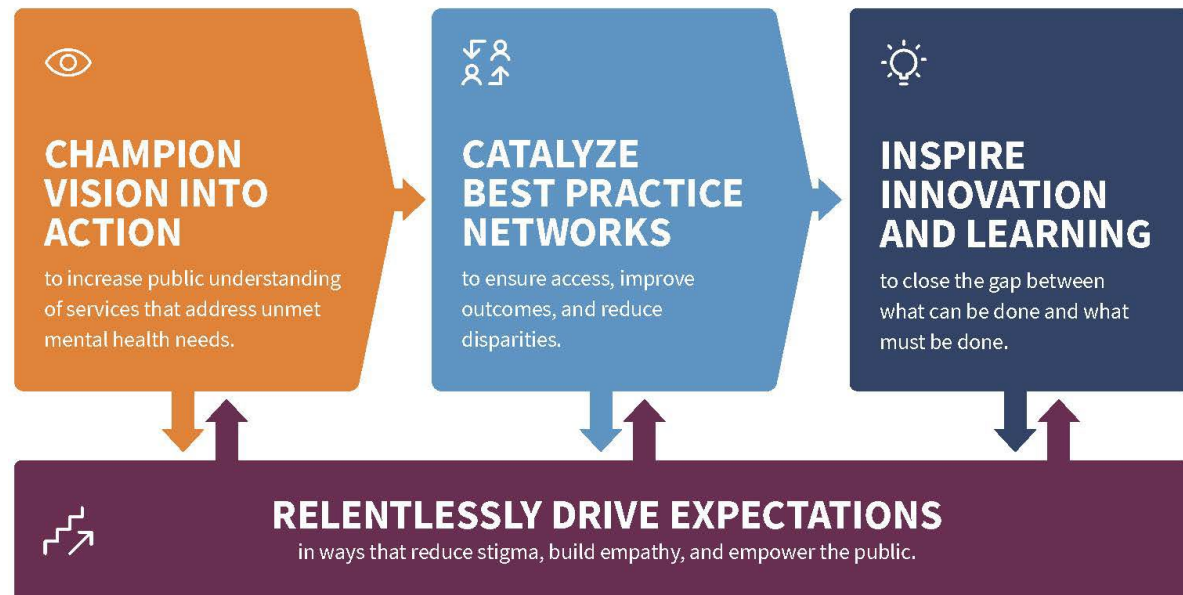 CHAMPION
VISION INTO
ACTION
to increase public understanding
of services that address unmet
mental health needs.
CATALYZE
BEST PRACTICE
NETWORKS
to ensure access, improve
outcomes, and reduce
disparities.
INSPIRE
INNOVATION
AND LEARNING
to close the gap between
what can be done and what
must be done.
RELENTLESSLY DRIVE EXPECTATIONS
in ways that reduce stigma, build empathy, and empower the public.